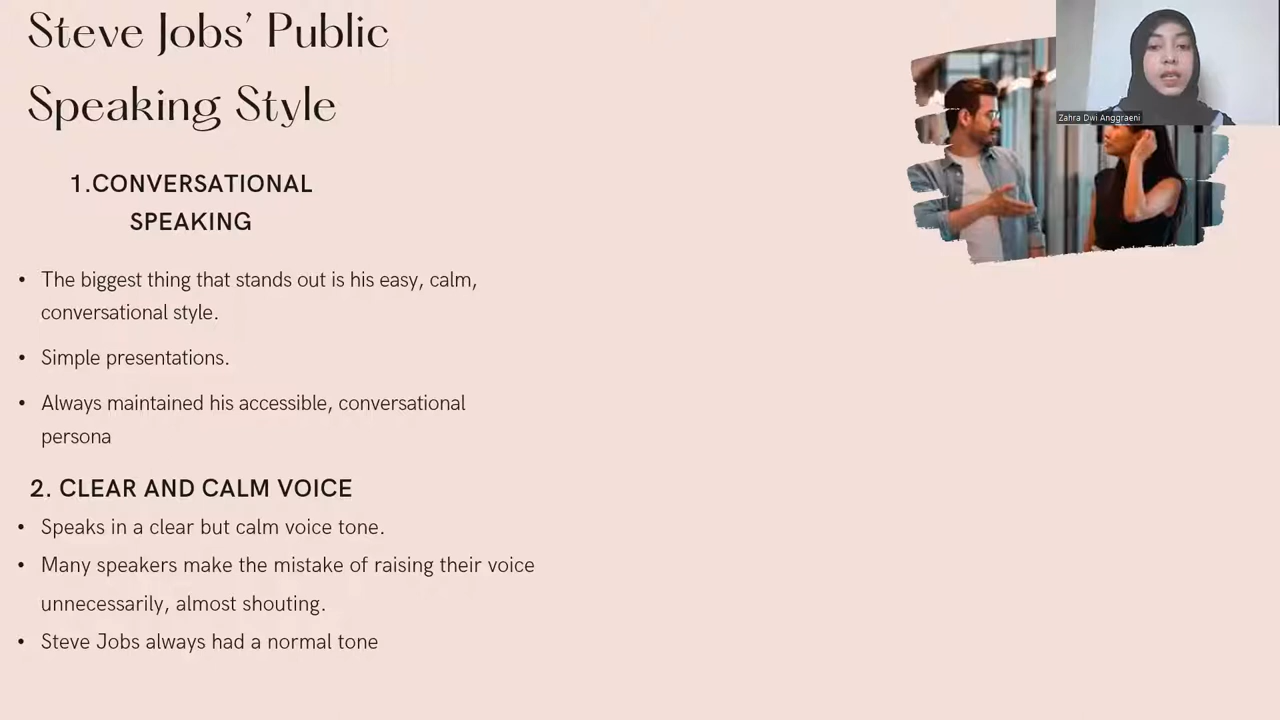 Steve Jobs’ Public
Speaking Style
1.CONVERSATIONAL
SPEAKING
• The biggest thing that stands out is his easy, calm,
conversational style.
• Simple presentations.
• Always maintained his accessible, conversational
persona
2. CLEAR AND CALM VOICE
• Speaks in a clear but calm voice tone.
• Many speakers make the mistake of raising their voice
unnecessarily, almost shouting.
• Steve Jobs always had a normal tone
Zahra Dwi Anggraeni